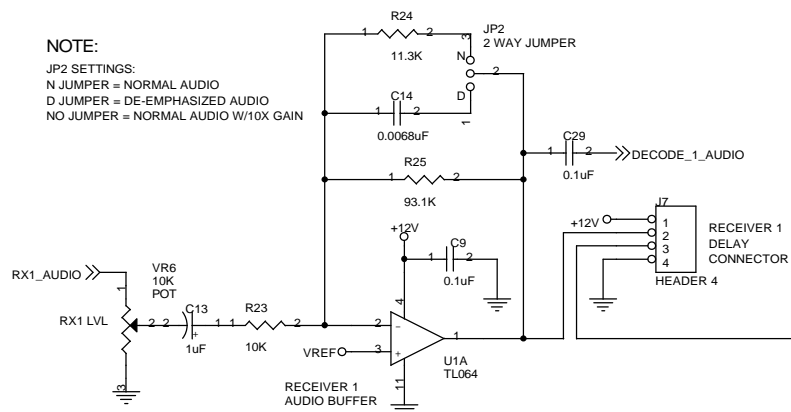 NOTE:
JP2 SETTINGS:
N JUMPER = NORMAL AUDIO
D JUMPER = DE-EMPHASIZED AUDIO
NO JUMPER = NORMAL AUDIO W/10X GAIN
R24
1 2
11.3K
JP2
2 WAY JUMPER
3
N
2
D
1
C14
1 2
0.0068uF
R25
1 2
93.1K
C29
1 2
0.1uF
DECODE_1_AUDIO
+12V
C9
1 2
0.1uF
J7
+12V
1
2
3
4
HEADER 4
RECEIVER 1
DELAY
CONNECTOR
RX1_AUDIO
VR6
10K
POT
1
RX1 LVL
2
3
C13
2 1
+
1uF
R23
1 2
10K
4
2 −
1
VREF
3 +
11
U1A
TL064
RECEIVER 1
AUDIO BUFFER